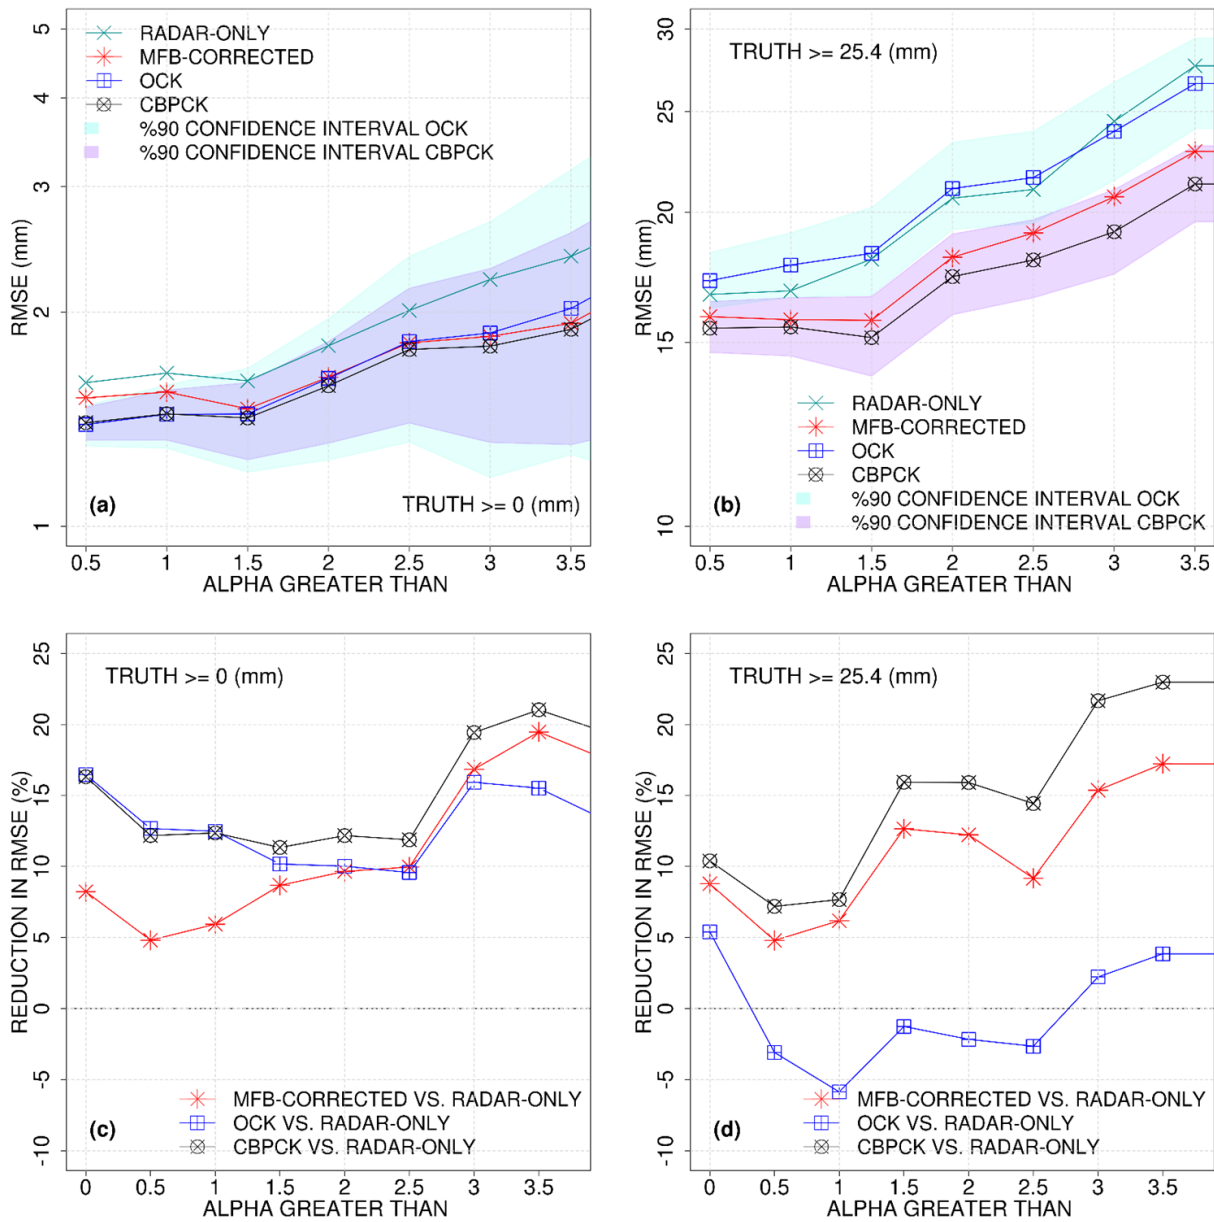 RADAR-ONLY
MFB-CORRECTED
OCK
CBPCK
%90 CONFIDENCE INTERVAL OCK
%90 CONFIDENCE INTERVAL CBPCK
5
4
3
2
1
RMSE (mm)
(a)
TRUTH >= 0 (mm)
0.5 1 1.5 2 2.5 3 3.5
ALPHA GREATER THAN
TRUTH >= 25.4 (mm)
30
25
20
15
10
RMSE (mm)
RADAR-ONLY
MFB-CORRECTED
OCK
CBPCK
%90 CONFIDENCE INTERVAL OCK
%90 CONFIDENCE INTERVAL CBPCK
(b)
0.5 1 1.5 2 2.5 3 3.5
ALPHA GREATER THAN
TRUTH >= 0 (mm)
25
20
15
10
5
0
-5
-10
REDUCTION IN RMSE (%)
MFB-CORRECTED VS. RADAR-ONLY
OCK VS. RADAR-ONLY
CBPCK VS. RADAR-ONLY
(c)
0 0.5 1 1.5 2 2.5 3 3.5
ALPHA GREATER THAN
TRUTH >= 25.4 (mm)
25
20
15
10
5
0
-5
-10
REDUCTION IN RMSE (%)
MFB-CORRECTED VS. RADAR-ONLY
OCK VS. RADAR-ONLY
CBPCK VS. RADAR-ONLY
(d)
0 0.5 1 1.5 2 2.5 3 3.5
ALPHA GREATER THAN